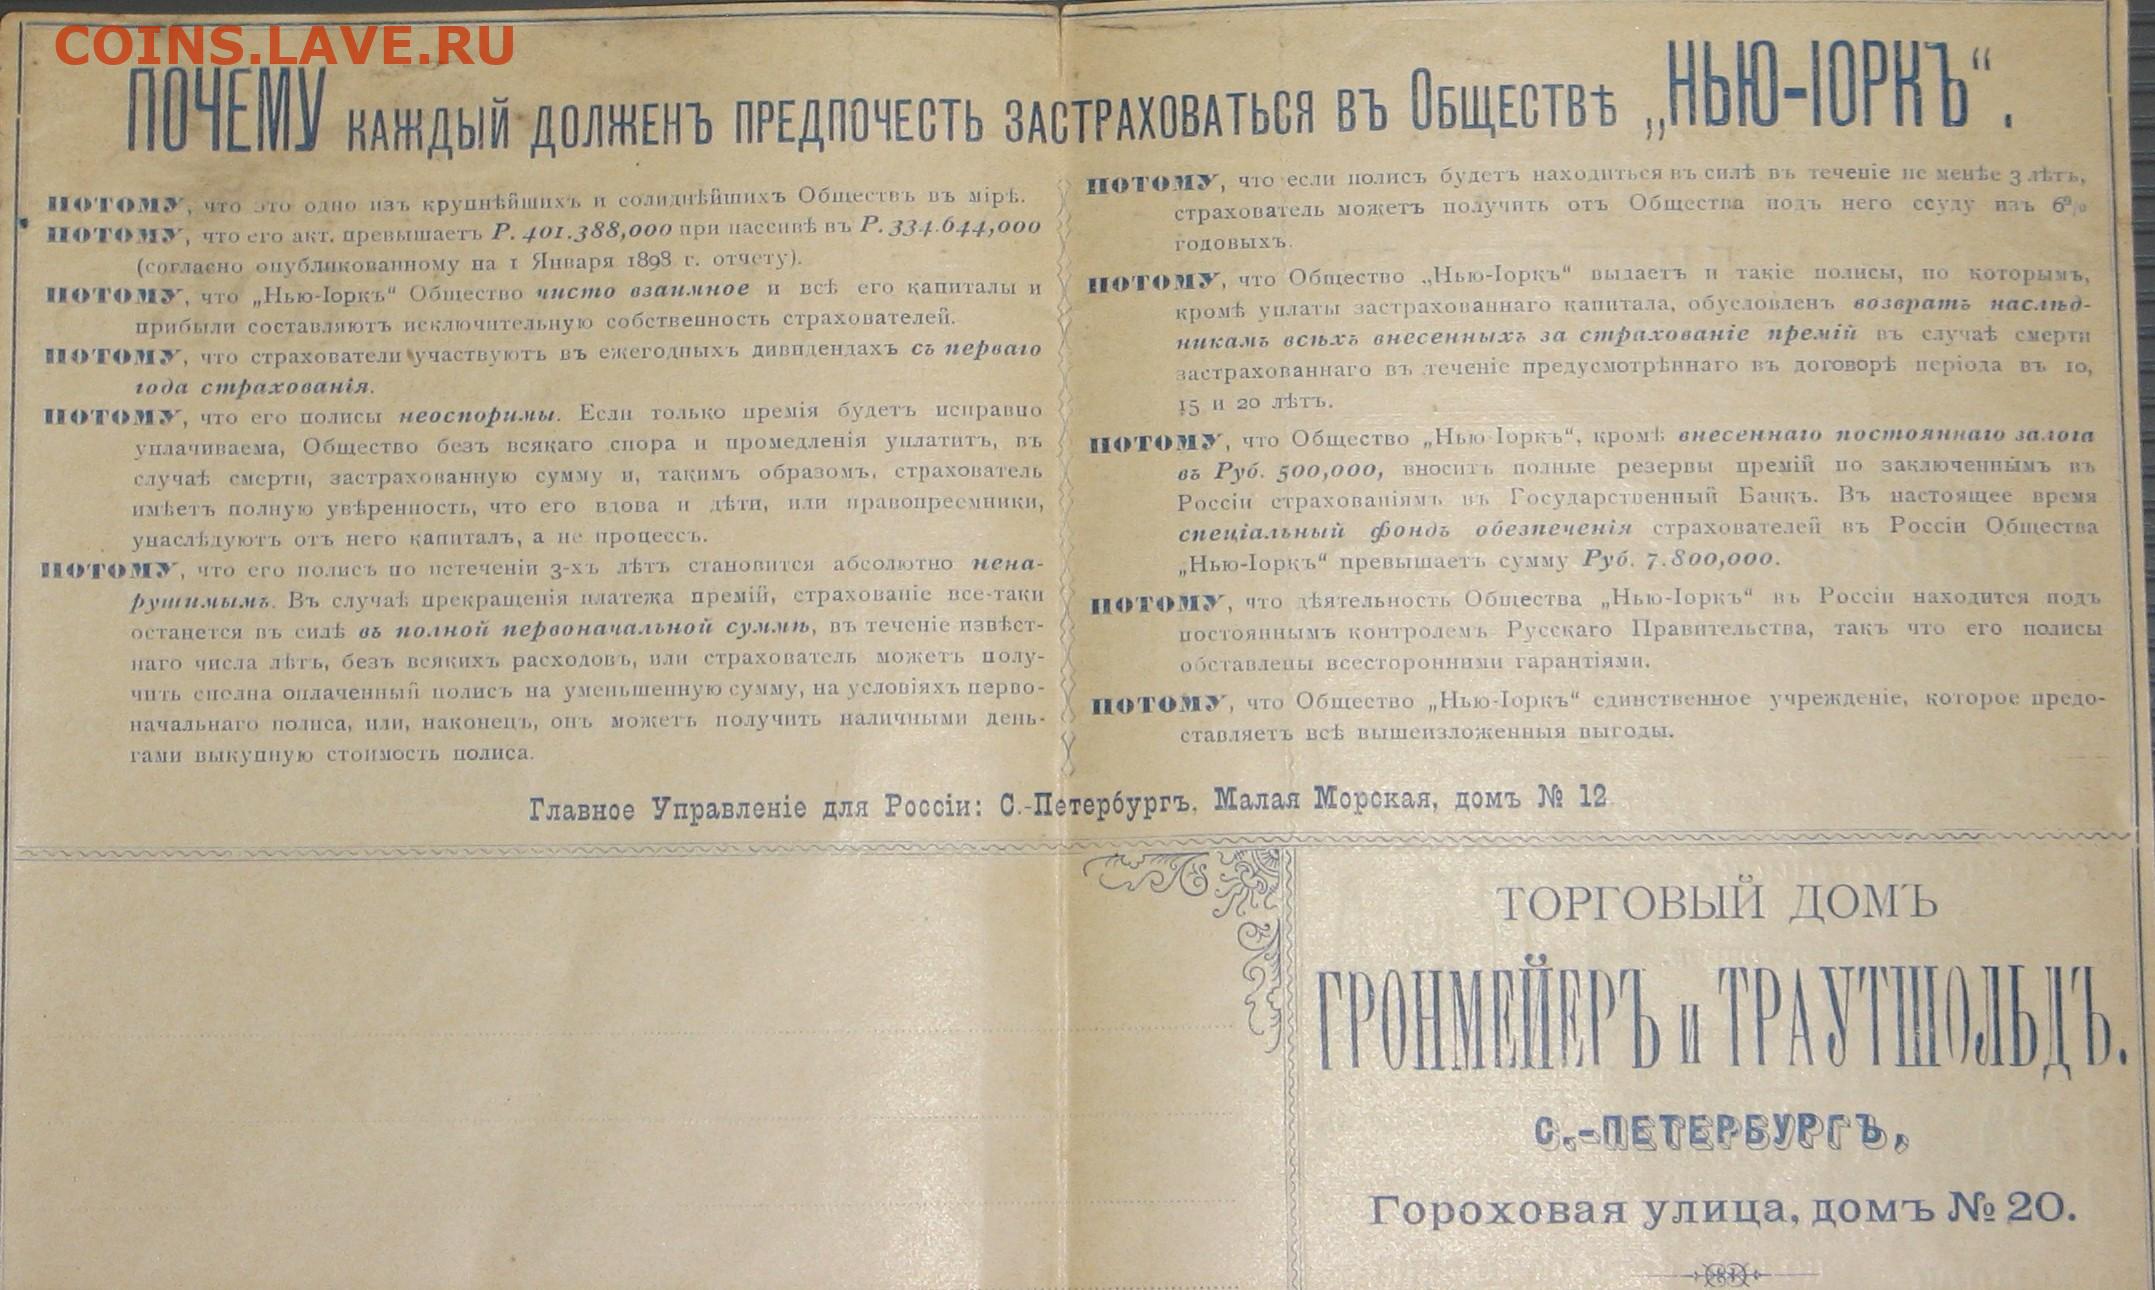 COINS.LAVE.RU
ПОЧЕМУ КАЖДЫЙ ДОЛЖЕНЪ ПРЕДПОЧЕСТЬ ЗАСТРАХОВАТЬСЯ ВЪ ОБЩЕСТВѢ „НЬЮ-ІОРКЪ“.
ПОТОМУ, что это одно изъ крупнѣйшихъ и солиднѣйшихъ Обществъ въ мірѣ.
ПОТОМУ, что его акт. превышаетъ Р. 401.388,000 при пассивѣ въ Р. 334.644,000
(согласно опубликованному на 1 Января 1898 г. отчету).
ПОТОМУ, что „Нью-Іоркъ“ Общество чисто взаимное и всѣ его капиталы и
прибыли составляютъ исключительную собственность страхователей.
ПОТОМУ, что страхователи участвуютъ въ ежегодныхъ дивидендахъ съ перваго
года страхованія.
ПОТОМУ, что его полисы неоспоримы. Если только премія будетъ исправно
уплачиваема, Общество безъ всякаго спора и промедленія уплатитъ, въ
случаѣ смерти, застрахованную сумму и, такимъ образомъ, страхователь
имѣетъ полную увѣренность, что его вдова и дѣти, или правопреемники,
унаслѣдуютъ отъ него капиталъ, а не процессъ.
ПОТОМУ, что его полисъ по истеченіи 3-хъ лѣтъ становится абсолютно нена-
рушимымъ. Въ случаѣ прекращенія платежа премій, страхованіе все-таки
останется въ силѣ въ полной первоначальной суммѣ, въ теченіе извѣст-
наго числа лѣтъ, безъ всякихъ расходовъ, или страхователь можетъ полу-
чить сполна оплаченный полисъ на уменьшенную сумму, на условіяхъ перво-
начальнаго полиса, или, наконецъ, онъ можетъ получить наличными день-
гами выкупную стоимость полиса.
ПОТОМУ, что если полисъ будетъ находиться въ силѣ въ теченіе не менѣе 3 лѣтъ,
страхователь можетъ получить отъ Общества подъ него ссуду изъ 6%
годовыхъ.
ПОТОМУ, что Общество „Нью-Іоркъ“ выдаетъ и такіе полисы, по которымъ,
кромѣ уплаты застрахованнаго капитала, обусловленъ возвратъ наслѣд-
никамъ всѣхъ внесенныхъ за страхованіе премій въ случаѣ смерти
застрахованнаго въ теченіе предусмотрѣннаго въ договорѣ періода въ 10,
15 и 20 лѣтъ.
ПОТОМУ, что Общество „Нью-Іоркъ“, кромѣ внесеннаго постояннаго залога
въ Руб. 500,000, вноситъ полные резервы премій по заключеннымъ въ
Россіи страхованіямъ въ Государственный Банкъ. Въ настоящее время
спеціальный фондъ обезпеченія страхователей въ Россіи Общества
„Нью-Іоркъ“ превышаетъ сумму Руб. 7.800,000.
ПОТОМУ, что дѣятельность Общества „Нью-Іоркъ“ въ Россіи находится подъ
постояннымъ контролемъ Русскаго Правительства, такъ что его полисы
обставлены всесторонними гарантіями.
ПОТОМУ, что Общество „Нью-Іоркъ“ единственное учрежденіе, которое предо-
ставляетъ всѣ вышеизложенныя выгоды.
Главное Управленіе для Россіи: С.-Петербургъ, Малая Морская, домъ № 12
ТОРГОВЫЙ ДОМЪ
ГРОНМЕЙЕРЪ и ТРАУТШОЛЬДЪ.
С.-ПЕТЕРБУРГЪ,
Гороховая улица, домъ № 20.